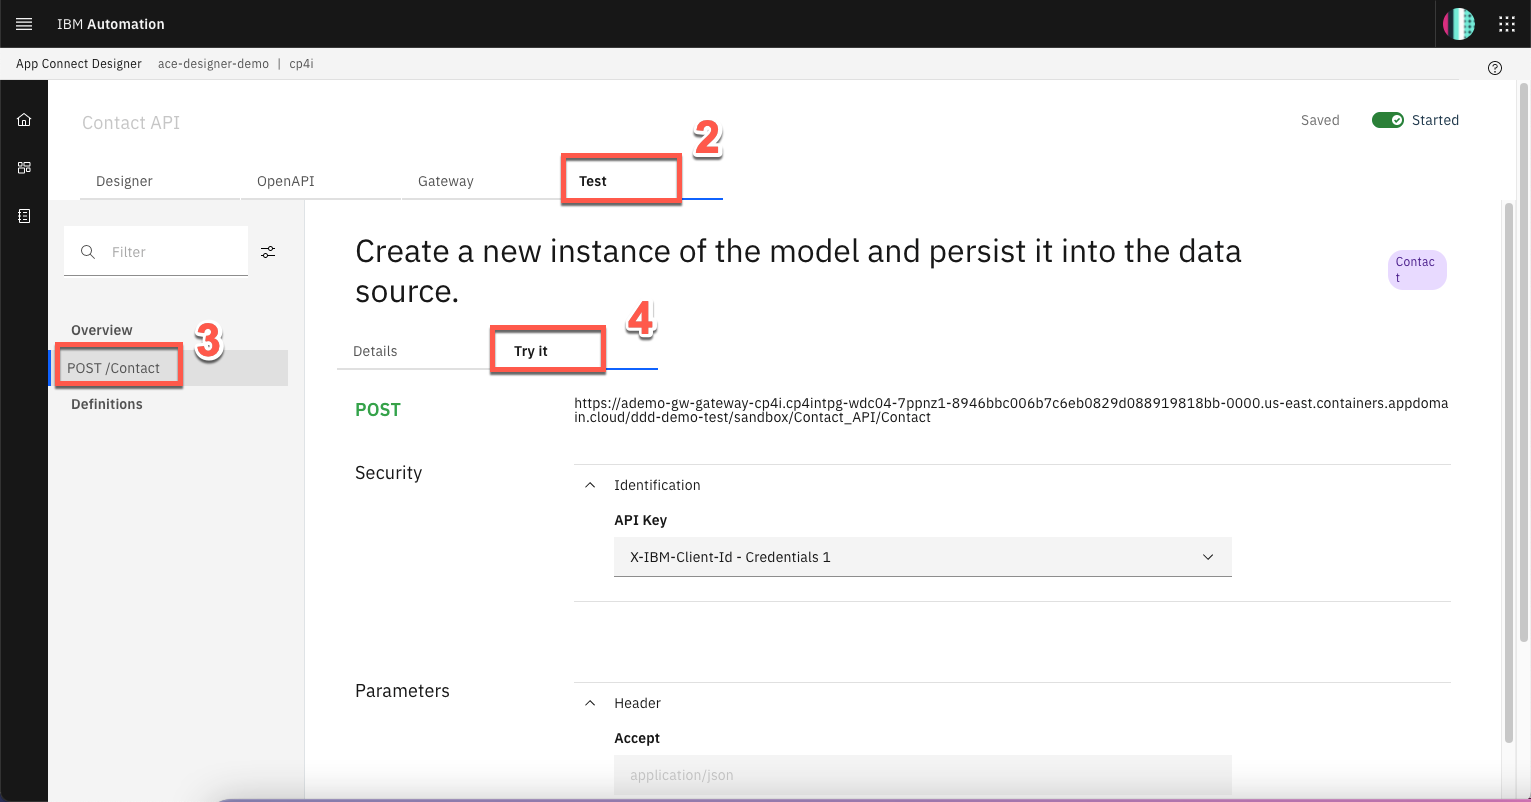 IBM Automation
App Connect Designer ace-designer-demo | cp4i
Contact API
Saved
Started
2
Designer
OpenAPI
Gateway
Test
Filter
Overview
3
POST /Contact
Definitions
Create a new instance of the model and persist it into the data
source.
Contac
t
4
Details
Try it
POST
https://ademo-gw-gateway-cp4i.cp4intpg-wdc04-7ppnz1-8946bbc006b7c6eb0829d088919818bb-0000.us-east.containers.appdoma
in.cloud/ddd-demo-test/sandbox/Contact_API/Contact
Security
Identification
API Key
X-IBM-Client-Id - Credentials 1
Parameters
Header
Accept
application/json